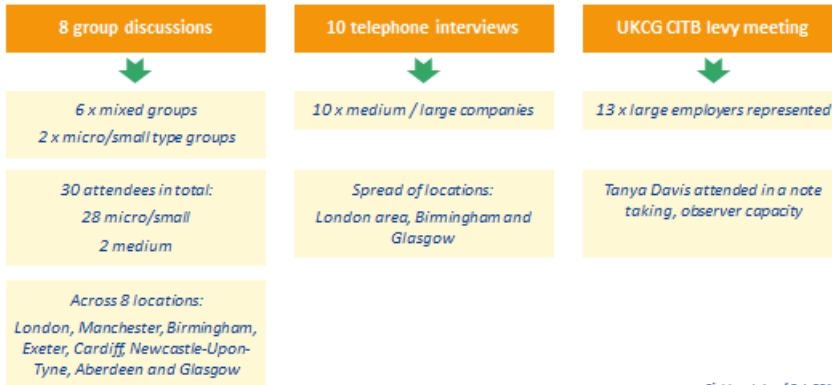 8 group discussions
6 x mixed groups
2 x micro/small type groups
30 attendees in total:
28 micro/small
2 medium
Across 8 locations:
London, Manchester, Birmingham,
Exeter, Cardiff, Newcastle-Upon-
Tyne, Aberdeen and Glasgow
10 telephone interviews
10 x medium / large companies
Spread of locations:
London area, Birmingham and
Glasgow
UKCG CITB levy meeting
13 x large employers represented
Tanya Davis attended in a note
taking, observer capacity